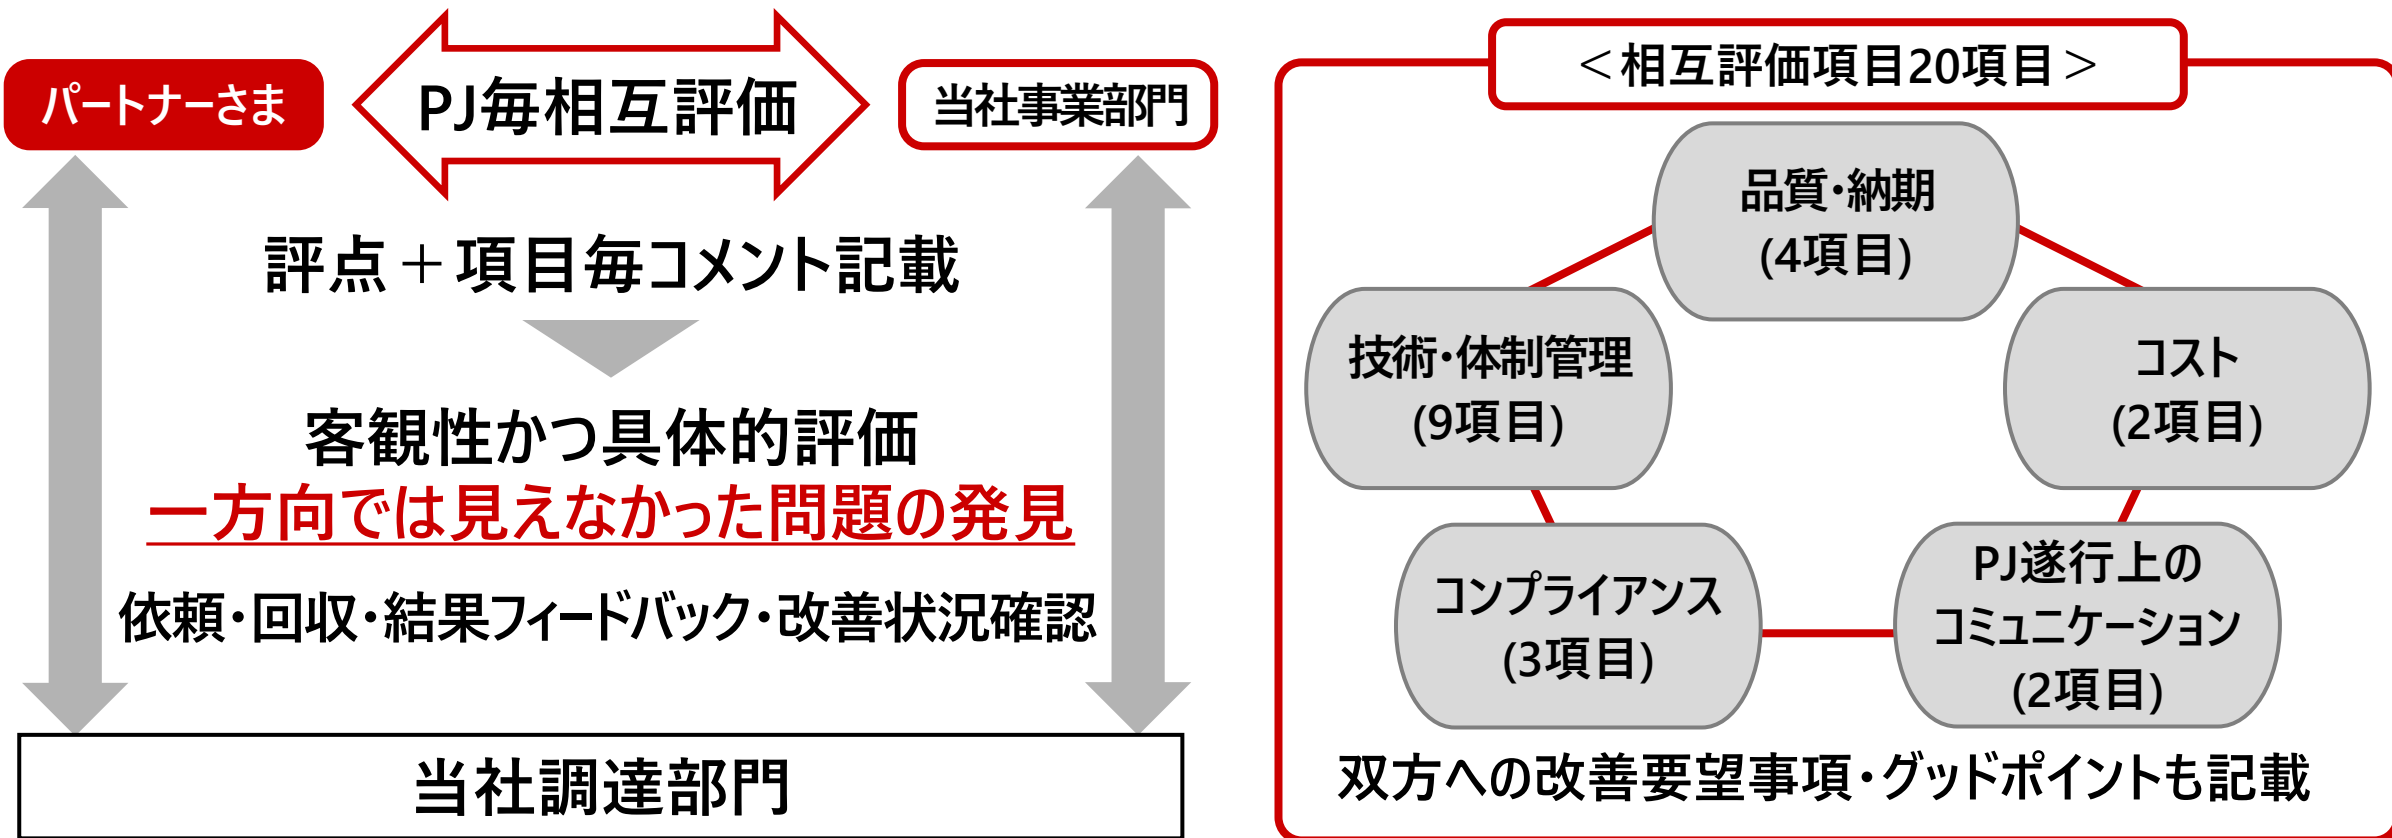 パートナーさま
PJ毎相互評価
当社事業部門
評点＋項目毎コメント記載
客観性かつ具体的評価
一方向では見えなかった問題の発見
依頼・回収・結果フィードバック・改善状況確認
当社調達部門
＜相互評価項目20項目＞
品質・納期
(4項目)
技術・体制管理
(9項目)
コスト
(2項目)
コンプライアンス
(3項目)
PJ遂行上の
コミュニケーション
(2項目)
双方への改善要望事項・グッドポイントも記載